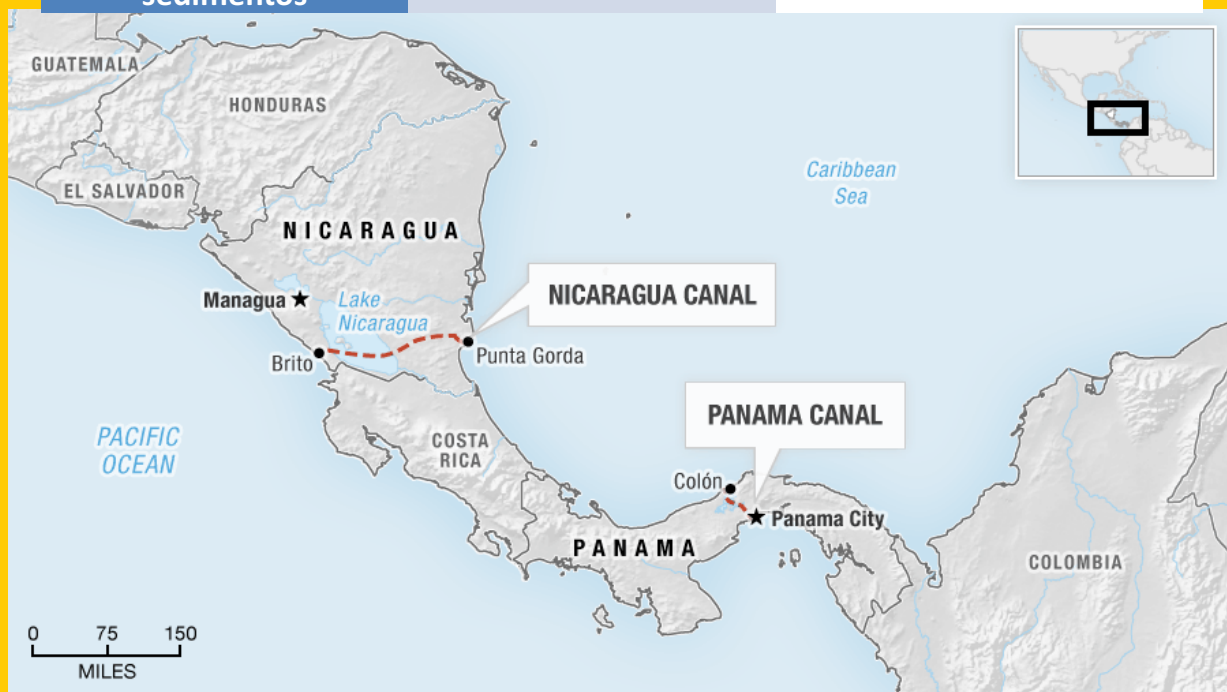 sedimentos
GUATEMALA
HONDURAS
EL SALVADOR
NICARAGUA
Caribbean
Sea
Managua
Lake
Nicaragua
NICARAGUA CANAL
Brito
Punta Gorda
PANAMA CANAL
PACIFIC
OCEAN
COSTA
RICA
Colón
Panama City
PANAMA
COLOMBIA
0 75 150
MILES